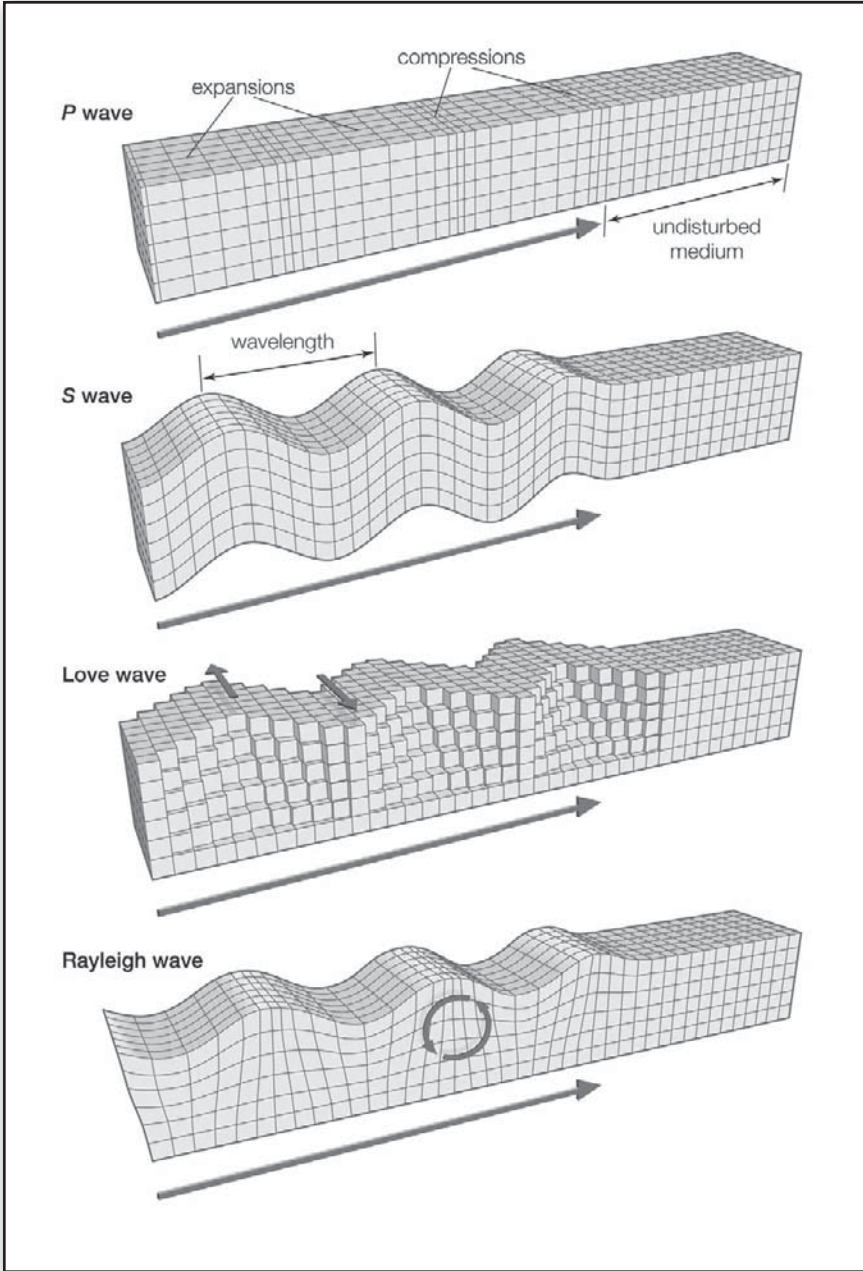 compressions
expansions
P wave
undisturbed
medium
wavelength
S wave
Love wave
Rayleigh wave